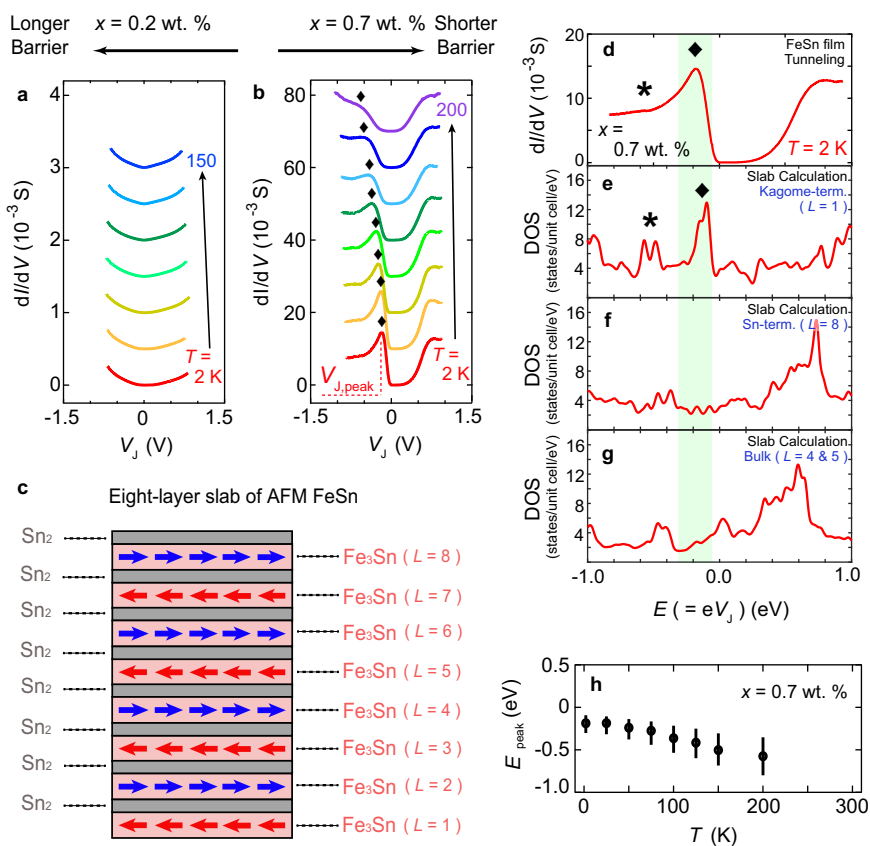 Longer
Barrier
x = 0.2 wt. %
x = 0.7 wt. %
Shorter
Barrier
a
dI/dV (10⁻³ S)
4
3
2
1
0
150
T =
2 K
-1.5
0
1.5
V_J (V)
b
dI/dV (10⁻³ S)
80
60
40
20
0
200
V_J,peak
T =
2 K
-1.5
0
1.5
V_J (V)
c
Eight-layer slab of AFM FeSn
Sn₂
Fe₃Sn ( L = 8 )
Sn₂
Fe₃Sn ( L = 7 )
Sn₂
Fe₃Sn ( L = 6 )
Sn₂
Fe₃Sn ( L = 5 )
Sn₂
Fe₃Sn ( L = 4 )
Sn₂
Fe₃Sn ( L = 3 )
Sn₂
Fe₃Sn ( L = 2 )
Sn₂
Fe₃Sn ( L = 1 )
d
FeSn film
Tunneling
*
dI/dV (10⁻³ S)
20
10
0
x =
0.7 wt. %
T = 2 K
e
Slab Calculation
Kagome-term.
( L = 1 )
*
DOS
(states/unit cell/eV)
16
12
8
4
f
Slab Calculation
Sn-term. ( L = 8 )
DOS
(states/unit cell/eV)
16
12
8
4
g
Slab Calculation
Bulk ( L = 4 & 5 )
DOS
(states/unit cell/eV)
16
12
8
4
-1.0
0.0
1.0
E ( = eV_J ) (eV)
h
x = 0.7 wt. %
E_peak (eV)
0.5
0
-0.5
-1.0
0
100
200
300
T (K)